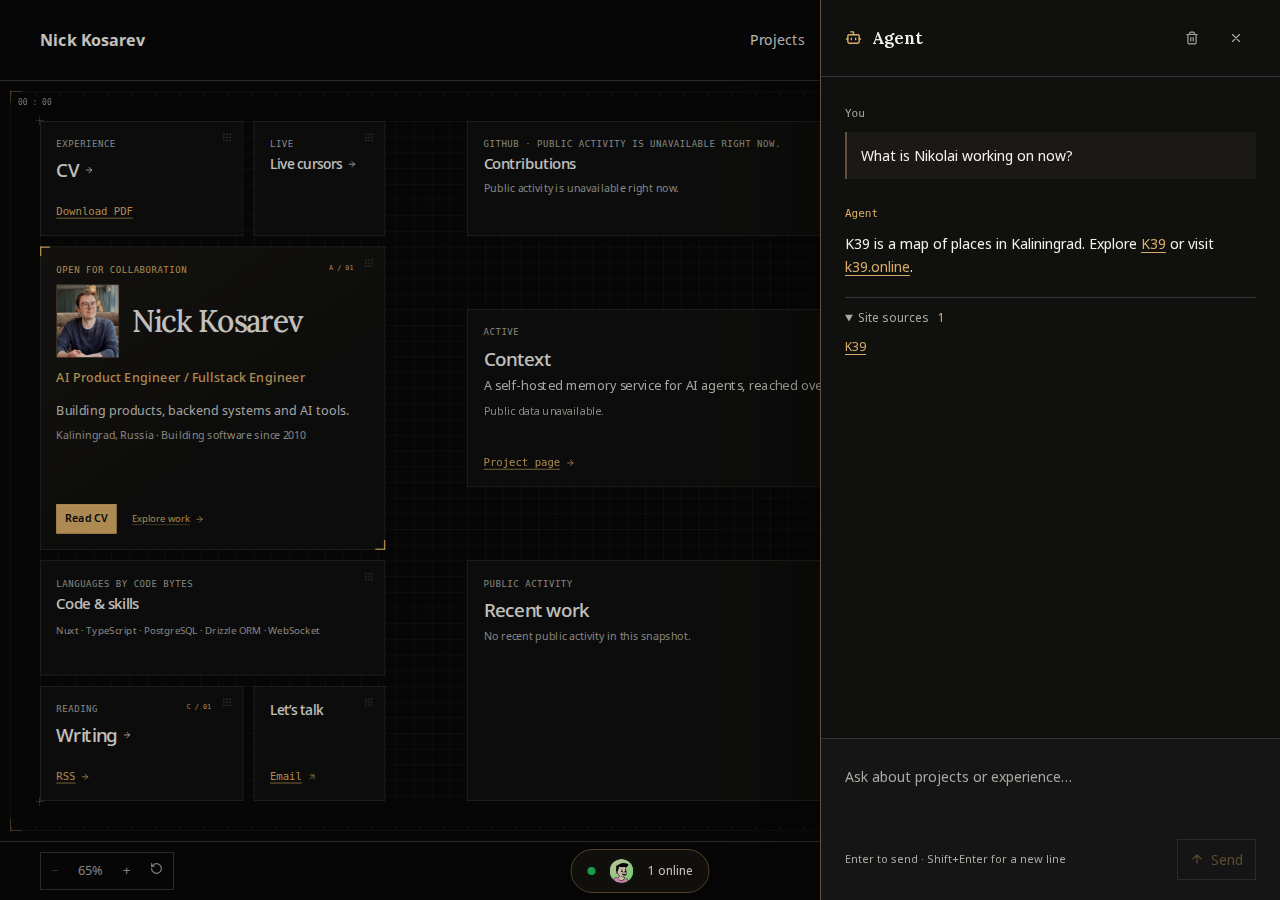 Nick Kosarev
Projects
00 : 00
EXPERIENCE
CV →
Download PDF
LIVE
Live cursors →
GITHUB · PUBLIC ACTIVITY IS UNAVAILABLE RIGHT NOW.
Contributions
Public activity is unavailable right now.
OPEN FOR COLLABORATION
A / 01
Nick Kosarev
AI Product Engineer / Fullstack Engineer
Building products, backend systems and AI tools.
Kaliningrad, Russia · Building software since 2010
Read CV
Explore work →
ACTIVE
Context
A self-hosted memory service for AI agents, reached ove
Public data unavailable.
Project page →
LANGUAGES BY CODE BYTES
Code & skills
Nuxt · TypeScript · PostgreSQL · Drizzle ORM · WebSocket
PUBLIC ACTIVITY
Recent work
No recent public activity in this snapshot.
READING
C / 01
Writing →
RSS →
Let's talk
Email ↗
− 65% +
1 online
Agent
You
What is Nikolai working on now?
Agent
K39 is a map of places in Kaliningrad. Explore K39 or visit
k39.online.
▼ Site sources 1
K39
Ask about projects or experience…
Enter to send · Shift+Enter for a new line
↑ Send